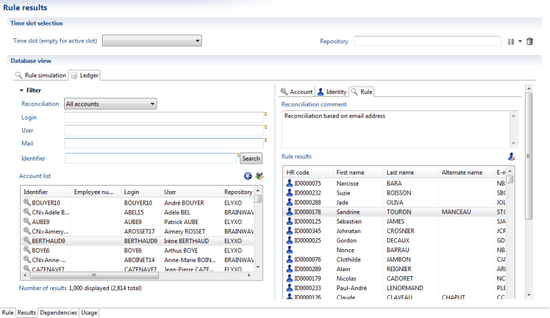 Rule results
Time slot selection
Time slot (empty for active slot)
Repository
Database view
Rule simulation Ledger
Filter
Reconciliation All accounts
Login
User
Mail
Identifier Search
Account list
Identifier Employee nu... Login User Repository
BOUYER10 BOUYER10 André BOUYER ELYXO
CN=Adèle B... ABEL15 Adèle BEL BRAINWAV
AUBE9 AUBE9 Patrick AUBE ELYXO
CN=Aimery... AROSSET17 Aimery ROSSET BRAINWAV
BERTHAUD9 BERTHAUD9 Irène BERTHAUD ELYXO
BOYE6 BOYE6 Arthus BOYE ELYXO
CN=Anne-... ABOINET14 Anne-Marie BOIN... BRAINWAV
CAZENAVE7 CAZENAVE7 Jean-Pierre CAZE... ELYXO
Number of results 1,000 displayed (2,814 total)
Account Identity Rule
Reconciliation comment
Reconciliation based on email address
Rule results
HR code First name Last name Alternate name E-m
ID0000075 Narcisse BARA NB
ID0000232 Suzie BOISSON SB
ID0000288 Jade OLIVA JOL
ID0000178 Sandrine TOURON MANCEAU STO
ID0000125 Sébastien JAMES SJA
ID0000345 Johnatan CROSNIER JCF
ID0000025 Gordon DECAUX GD
Nonce BARRAU NB
ID0000076 Clothilde JAMBON CJA
ID0000289 Alain REIGNIER ARE
ID0000179 Nicolas CADORET NC
ID0000233 Paul-André LENORMAND PLE
ID0000126 Claude CLAVEAU CHAPUT CC
Rule Results Dependencies Usage